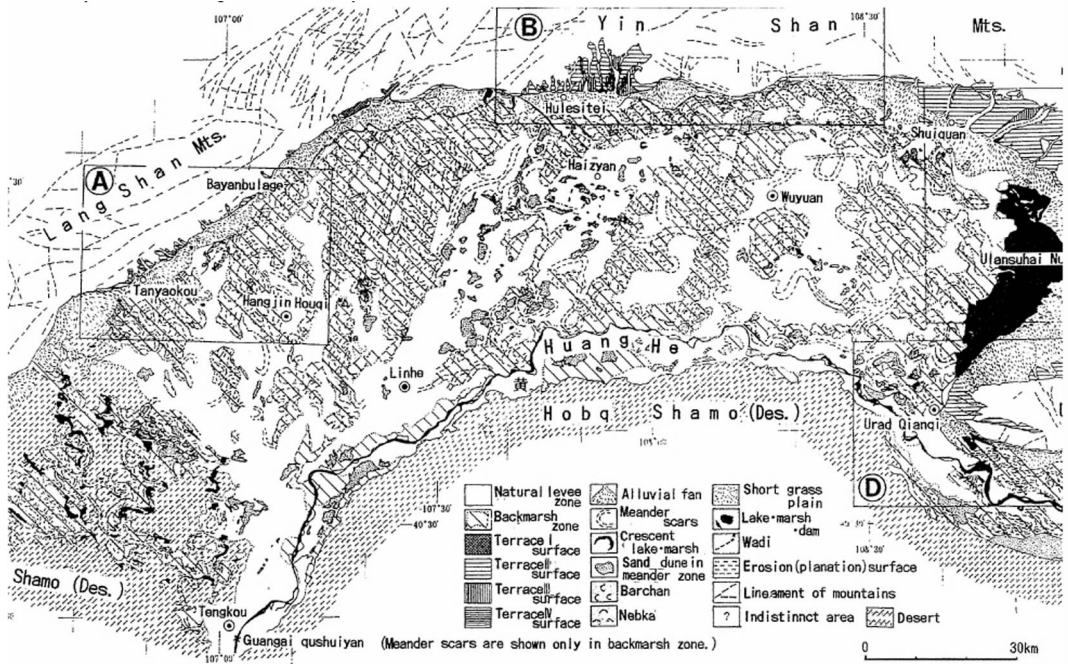 107°00'
108°30'
B
Yin Shan Mts.
Hulesitei
Shuiquan
Lang Shan Mts.
A
30'
Bayanbulage
Haizyan
Wuyuan
Ulansuhai Nu
Tanyaokou
Hangjin Houqi
Huang He
黄
Linhe
Hobq Shamo (Des.)
Urad Qianqi
D
107°30'
40°30'
108°30'
Shamo (Des.)
Tengkou
Guangai qushuiyan
107°00'
Natural levee zone
Backmarsh zone
Terrace I surface
Terrace II surface
Terrace III surface
Terrace IV surface
Alluvial fan
Meander scars
Crescent lake·marsh
Sand dune in meander zone
Barchan
Nebka
Short grass plain
Lake·marsh·dam
Wadi
Erosion (planation) surface
Lineament of mountains
? Indistinnct area
Desert
(Meander scars are shown only in backmarsh zone.)
0 30km